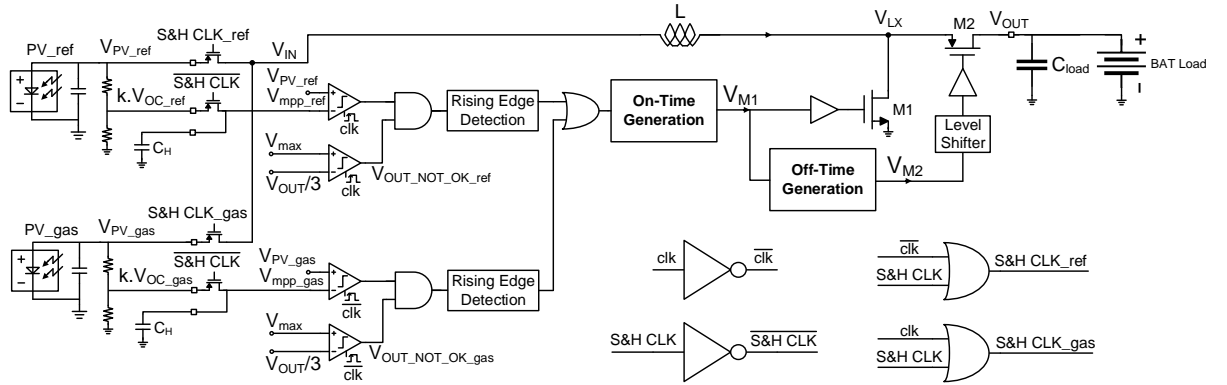 S&H CLK_ref
PV_ref
V_PV_ref
V_IN
L
V_LX
M2
V_OUT
+
−
+
C_load
BAT Load
S&H CLK‾
k.V_OC_ref
C_H
V_PV_ref
V_mpp_ref
+
-
clk
V_max
V_OUT/3
+
-
clk
V_OUT_NOT_OK_ref
Rising Edge
Detection
On-Time
Generation
V_M1
M1
Level
Shifter
Off-Time
Generation
V_M2
S&H CLK_gas
PV_gas
V_PV_gas
+
−
S&H CLK‾
k.V_OC_gas
C_H
V_PV_gas
V_mpp_gas
+
-
clk‾
V_max
V_OUT/3
+
-
clk‾
V_OUT_NOT_OK_gas
Rising Edge
Detection
clk
clk‾
clk‾
S&H CLK
S&H CLK_ref
S&H CLK
S&H CLK‾
clk
S&H CLK
S&H CLK_gas